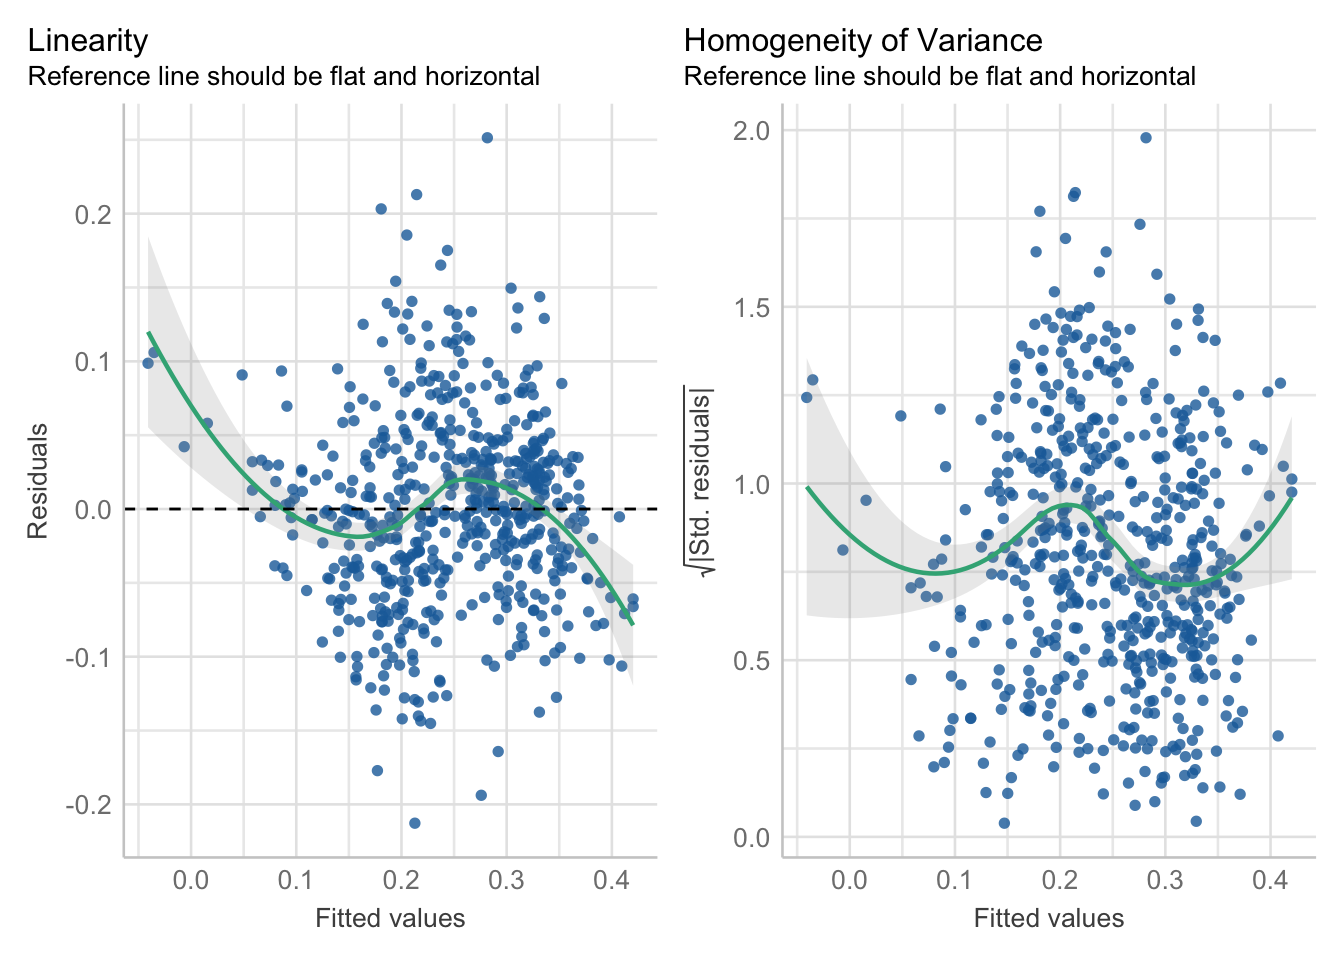 Linearity
Reference line should be flat and horizontal
Residuals
0.2
0.1
0.0
-0.1
-0.2
0.0 0.1 0.2 0.3 0.4
Fitted values
Homogeneity of Variance
Reference line should be flat and horizontal
√|Std. residuals|
2.0
1.5
1.0
0.5
0.0
0.0 0.1 0.2 0.3 0.4
Fitted values